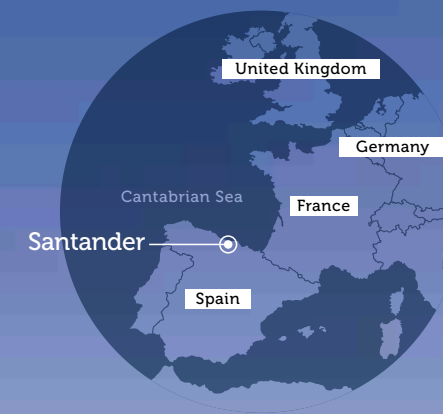 United Kingdom
Germany
Cantabrian Sea
France
Santander
Spain